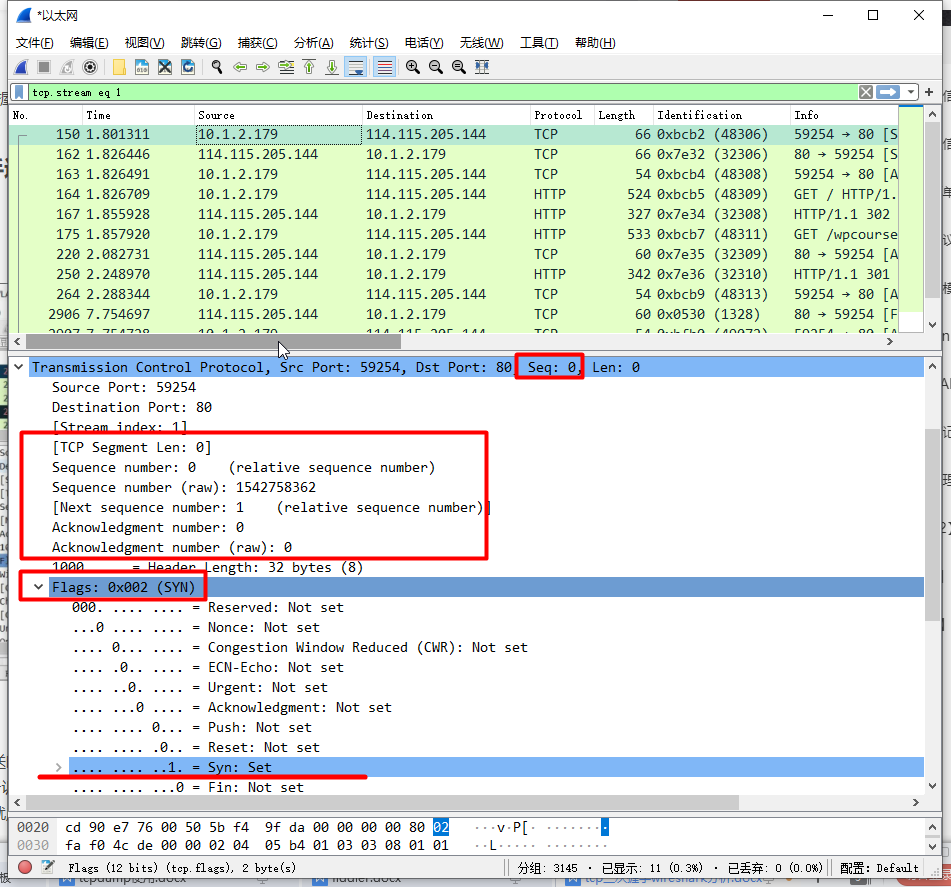 *以太网
文件(F) 编辑(E) 视图(V) 跳转(G) 捕获(C) 分析(A) 统计(S) 电话(Y) 无线(W) 工具(T) 帮助(H)
tcp.stream eq 1
No. Time Source Destination Protocol Length Identification Info
150 1.801311 10.1.2.179 114.115.205.144 TCP 66 0xbcb2 (48306) 59254 → 80 [S
162 1.826446 114.115.205.144 10.1.2.179 TCP 66 0x7e32 (32306) 80 → 59254 [S
163 1.826491 10.1.2.179 114.115.205.144 TCP 54 0xbcb4 (48308) 59254 → 80 [A
164 1.826709 10.1.2.179 114.115.205.144 HTTP 524 0xbcb5 (48309) GET / HTTP/1.
167 1.855928 114.115.205.144 10.1.2.179 HTTP 327 0x7e34 (32308) HTTP/1.1 302
175 1.857920 10.1.2.179 114.115.205.144 HTTP 533 0xbcb7 (48311) GET /wpcourse
220 2.082731 114.115.205.144 10.1.2.179 TCP 60 0x7e35 (32309) 80 → 59254 [A
250 2.248970 114.115.205.144 10.1.2.179 HTTP 342 0x7e36 (32310) HTTP/1.1 301
264 2.288344 10.1.2.179 114.115.205.144 TCP 54 0xbcb9 (48313) 59254 → 80 [A
2906 7.754697 114.115.205.144 10.1.2.179 TCP 60 0x0530 (1328) 80 → 59254 [F
Transmission Control Protocol, Src Port: 59254, Dst Port: 80, Seq: 0, Len: 0
Source Port: 59254
Destination Port: 80
[Stream index: 1]
[TCP Segment Len: 0]
Sequence number: 0 (relative sequence number)
Sequence number (raw): 1542758362
[Next sequence number: 1 (relative sequence number)]
Acknowledgment number: 0
Acknowledgment number (raw): 0
1000 .... = Header Length: 32 bytes (8)
Flags: 0x002 (SYN)
000. .... .... = Reserved: Not set
...0 .... .... = Nonce: Not set
.... 0... .... = Congestion Window Reduced (CWR): Not set
.... .0.. .... = ECN-Echo: Not set
.... ..0. .... = Urgent: Not set
.... ...0 .... = Acknowledgment: Not set
.... .... 0... = Push: Not set
.... .... .0.. = Reset: Not set
.... .... ..1. = Syn: Set
.... .... ...0 = Fin: Not set
0020 cd 90 e7 76 00 50 5b f4 9f da 00 00 00 00 80 02 ···v·P[· ········
0030 fa f0 4c de 00 00 02 04 05 b4 01 03 03 08 01 01 ··L····· ········
Flags (12 bits) (tcp.flags), 2 byte(s) 分组: 3145 · 已显示: 11 (0.3%) · 已丢弃: 0 (0.0%) 配置: Default